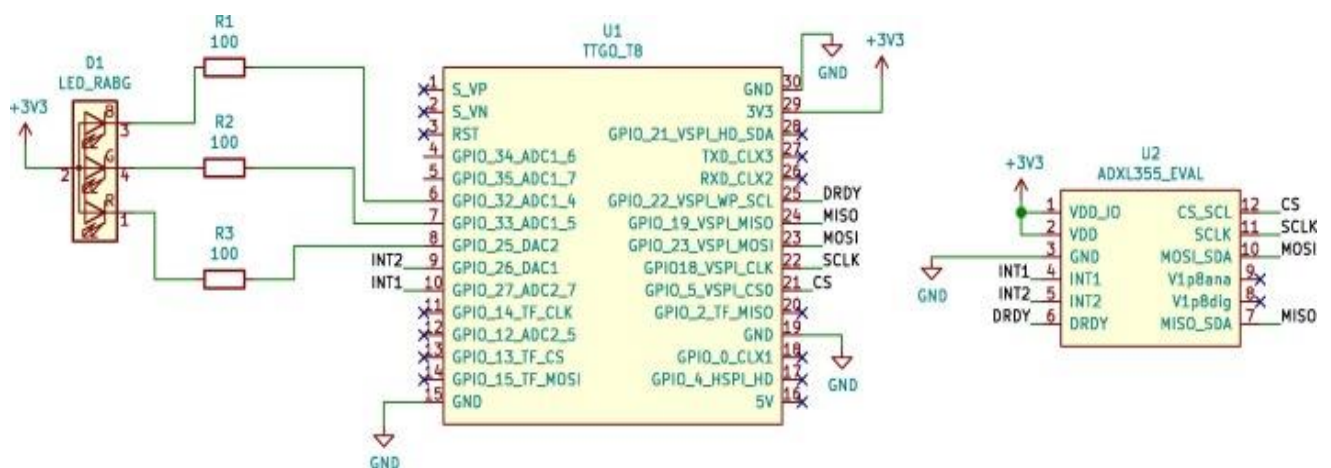 R1
100
D1
LED_RABG
+3V3
2
B
3
G
4
R
1
R2
100
R3
100
U1
TTGO_T8
1 S_VP
2 S_VN
3 RST
4 GPIO_34_ADC1_6
5 GPIO_35_ADC1_7
6 GPIO_32_ADC1_4
7 GPIO_33_ADC1_5
8 GPIO_25_DAC2
INT2 9 GPIO_26_DAC1
INT1 10 GPIO_27_ADC2_7
11 GPIO_14_TF_CLK
12 GPIO_12_ADC2_5
13 GPIO_13_TF_CS
14 GPIO_15_TF_MOSI
15 GND
GND
GND 30
3V3 29
GPIO_21_VSPI_HD_SDA 28
TXD_CLX3 27
RXD_CLX2 26
GPIO_22_VSPI_WP_SCL 25 DRDY
GPIO_19_VSPI_MISO 24 MISO
GPIO_23_VSPI_MOSI 23 MOSI
GPIO18_VSPI_CLK 22 SCLK
GPIO_5_VSPI_CS0 21 CS
GPIO_2_TF_MISO 20
GND 19
GPIO_0_CLX1 18
GPIO_4_HSPI_HD 17
5V 16
GND
+3V3
GND
U2
ADXL355_EVAL
+3V3
1 VDD_IO
2 VDD
3 GND
INT1 4 INT1
INT2 5 INT2
DRDY 6 DRDY
GND
CS_SCL 12 CS
SCLK 11 SCLK
MOSI_SDA 10 MOSI
V1p8ana 9
V1p8dig 8
MISO_SDA 7 MISO